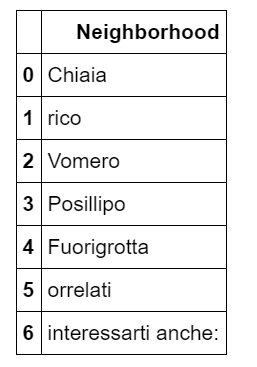 Neighborhood
0 Chiaia
1 rico
2 Vomero
3 Posillipo
4 Fuorigrotta
5 orrelati
6 interessarti anche: